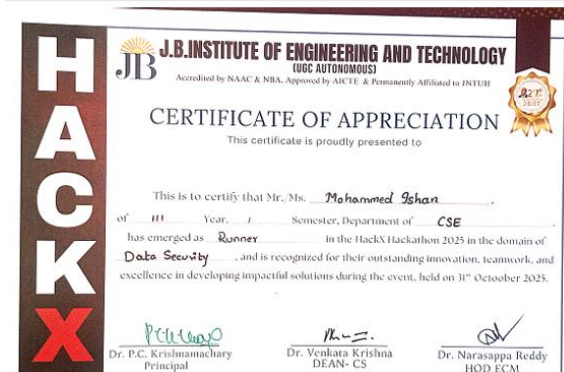 HACKX
JB
J.B.INSTITUTE OF ENGINEERING AND TECHNOLOGY
(UGC AUTONOMOUS)
Accredited by NAAC & NBA, Approved by AICTE & Permanently Affiliated to JNTUH
CERTIFICATE OF APPRECIATION
This certificate is proudly presented to
This is to certify that Mr./Ms. Mohammed Ishan .
of III Year, I Semester, Department of CSE
has emerged as Runner in the HackX Hackathon 2025 in the domain of
Data Security , and is recognized for their outstanding innovation, teamwork, and
excellence in developing impactful solutions during the event, held on 31st Octoober 2025.
Dr. P.C. Krishnamachary
Principal
Dr. Venkata Krishna
DEAN- CS
Dr. Narasappa Reddy
HOD ECM